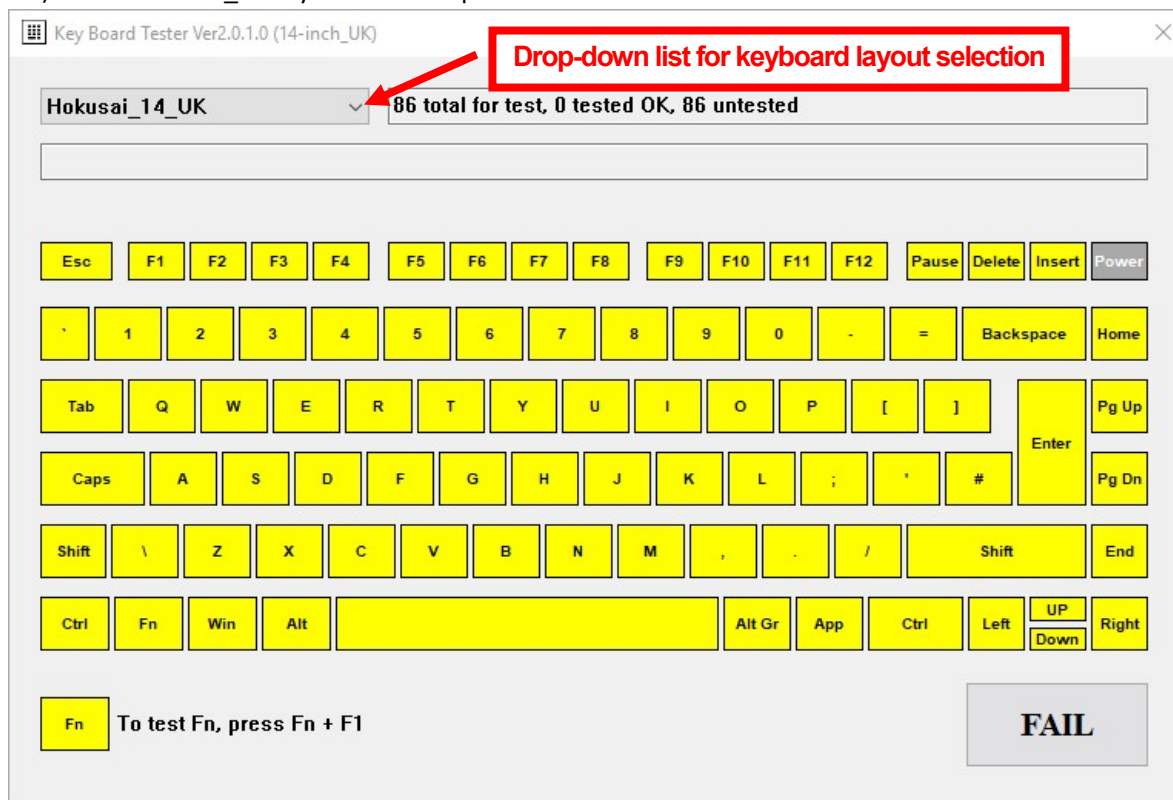 Key Board Tester Ver2.0.1.0 (14-inch_UK)
Drop-down list for keyboard layout selection
Hokusai_14_UK
86 total for test, 0 tested OK, 86 untested
Esc F1 F2 F3 F4 F5 F6 F7 F8 F9 F10 F11 F12 Pause Delete Insert Power
` 1 2 3 4 5 6 7 8 9 0 - = Backspace Home
Tab Q W E R T Y U I O P [ ] Enter Pg Up
Caps A S D F G H J K L ; ' # Pg Dn
Shift \ Z X C V B N M , . / Shift End
Ctrl Fn Win Alt Alt Gr App Ctrl Left UP Down Right
Fn To test Fn, press Fn + F1
FAIL